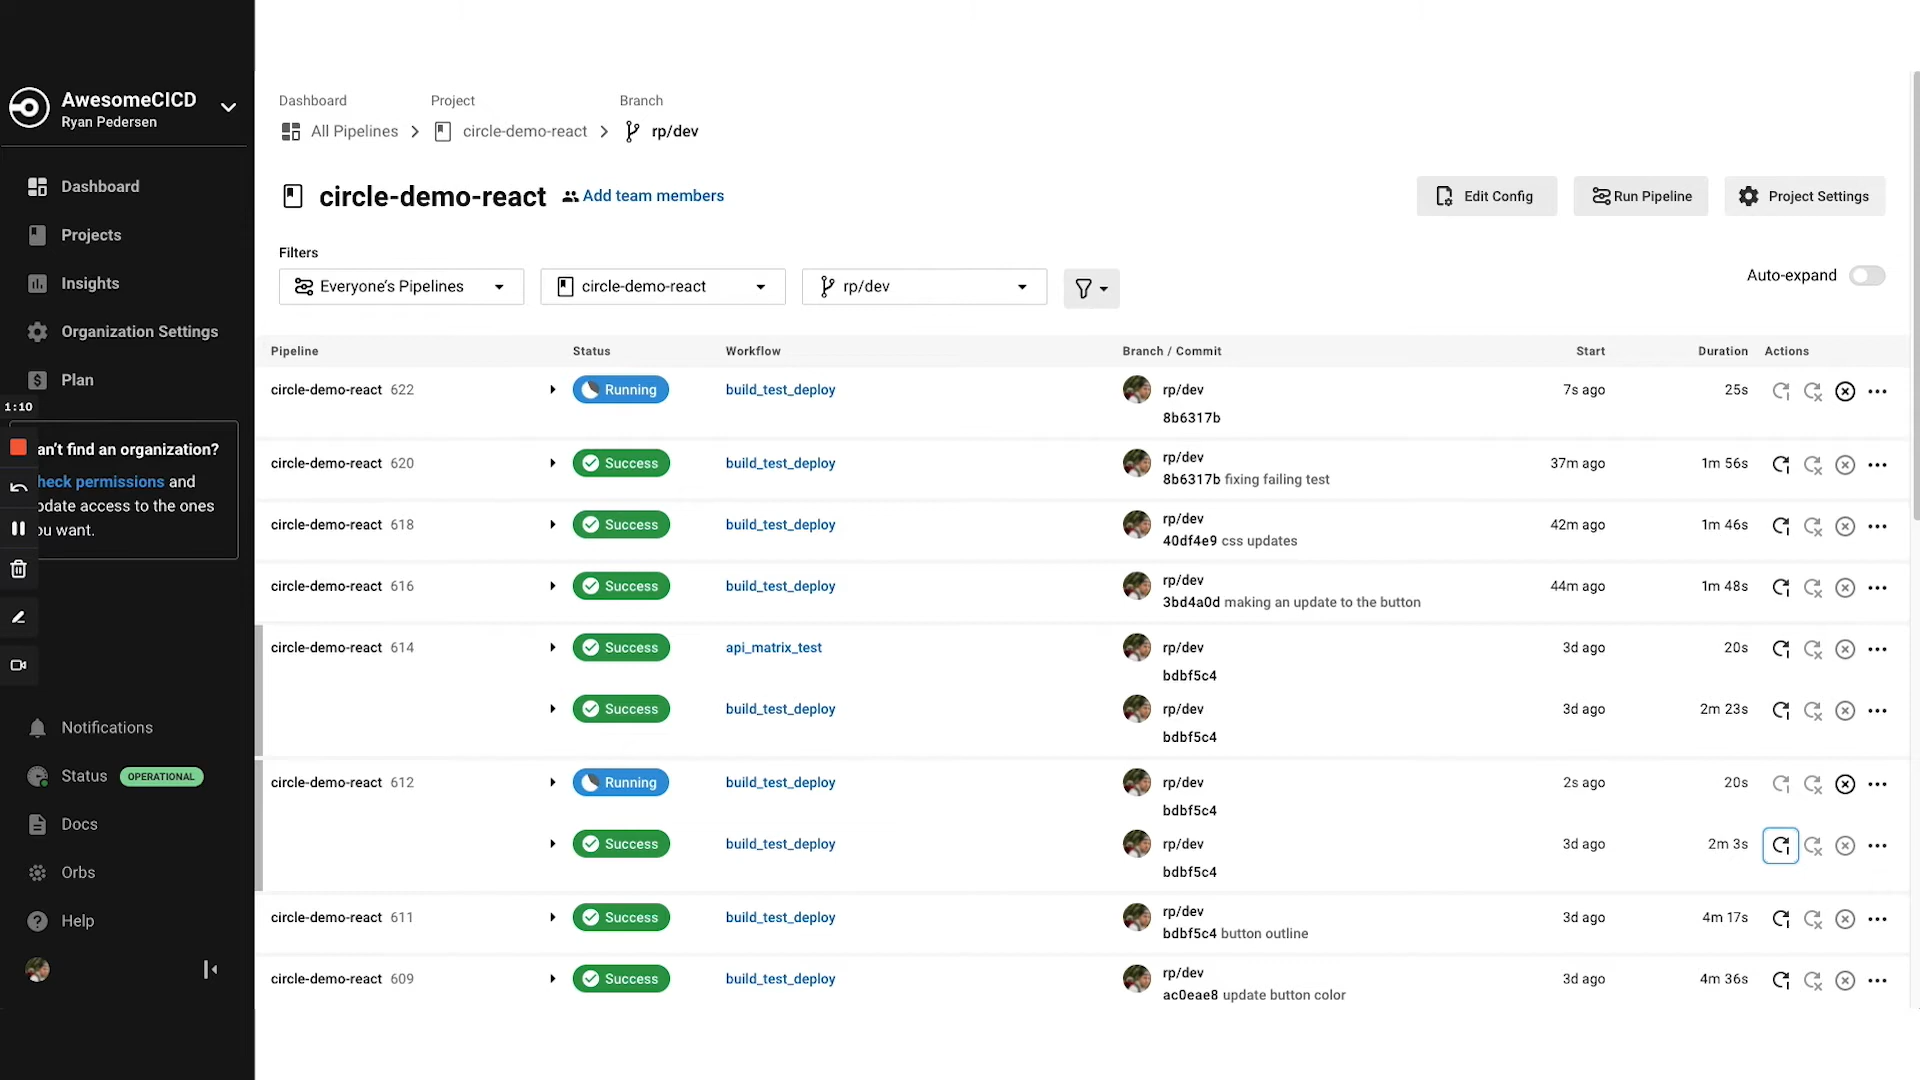 AwesomeCICD
Ryan Pedersen
Dashboard
Projects
Insights
Organization Settings
Plan
1:10
an't find an organization?
heck permissions and
pdate access to the ones
ou want.
Notifications
Status OPERATIONAL
Docs
Orbs
Help
Dashboard Project Branch
All Pipelines circle-demo-react rp/dev
circle-demo-react Add team members
Edit Config Run Pipeline Project Settings
Filters
Everyone's Pipelines circle-demo-react rp/dev
Auto-expand
Pipeline Status Workflow Branch / Commit Start Duration Actions
circle-demo-react 622 Running build_test_deploy rp/dev 7s ago 25s
8b6317b
circle-demo-react 620 Success build_test_deploy rp/dev 37m ago 1m 56s
8b6317b fixing failing test
circle-demo-react 618 Success build_test_deploy rp/dev 42m ago 1m 46s
40df4e9 css updates
circle-demo-react 616 Success build_test_deploy rp/dev 44m ago 1m 48s
3bd4a0d making an update to the button
circle-demo-react 614 Success api_matrix_test rp/dev 3d ago 20s
bdbf5c4
Success build_test_deploy rp/dev 3d ago 2m 23s
bdbf5c4
circle-demo-react 612 Running build_test_deploy rp/dev 2s ago 20s
bdbf5c4
Success build_test_deploy rp/dev 3d ago 2m 3s
bdbf5c4
circle-demo-react 611 Success build_test_deploy rp/dev 3d ago 4m 17s
bdbf5c4 button outline
circle-demo-react 609 Success build_test_deploy rp/dev 3d ago 4m 36s
ac0eae8 update button color